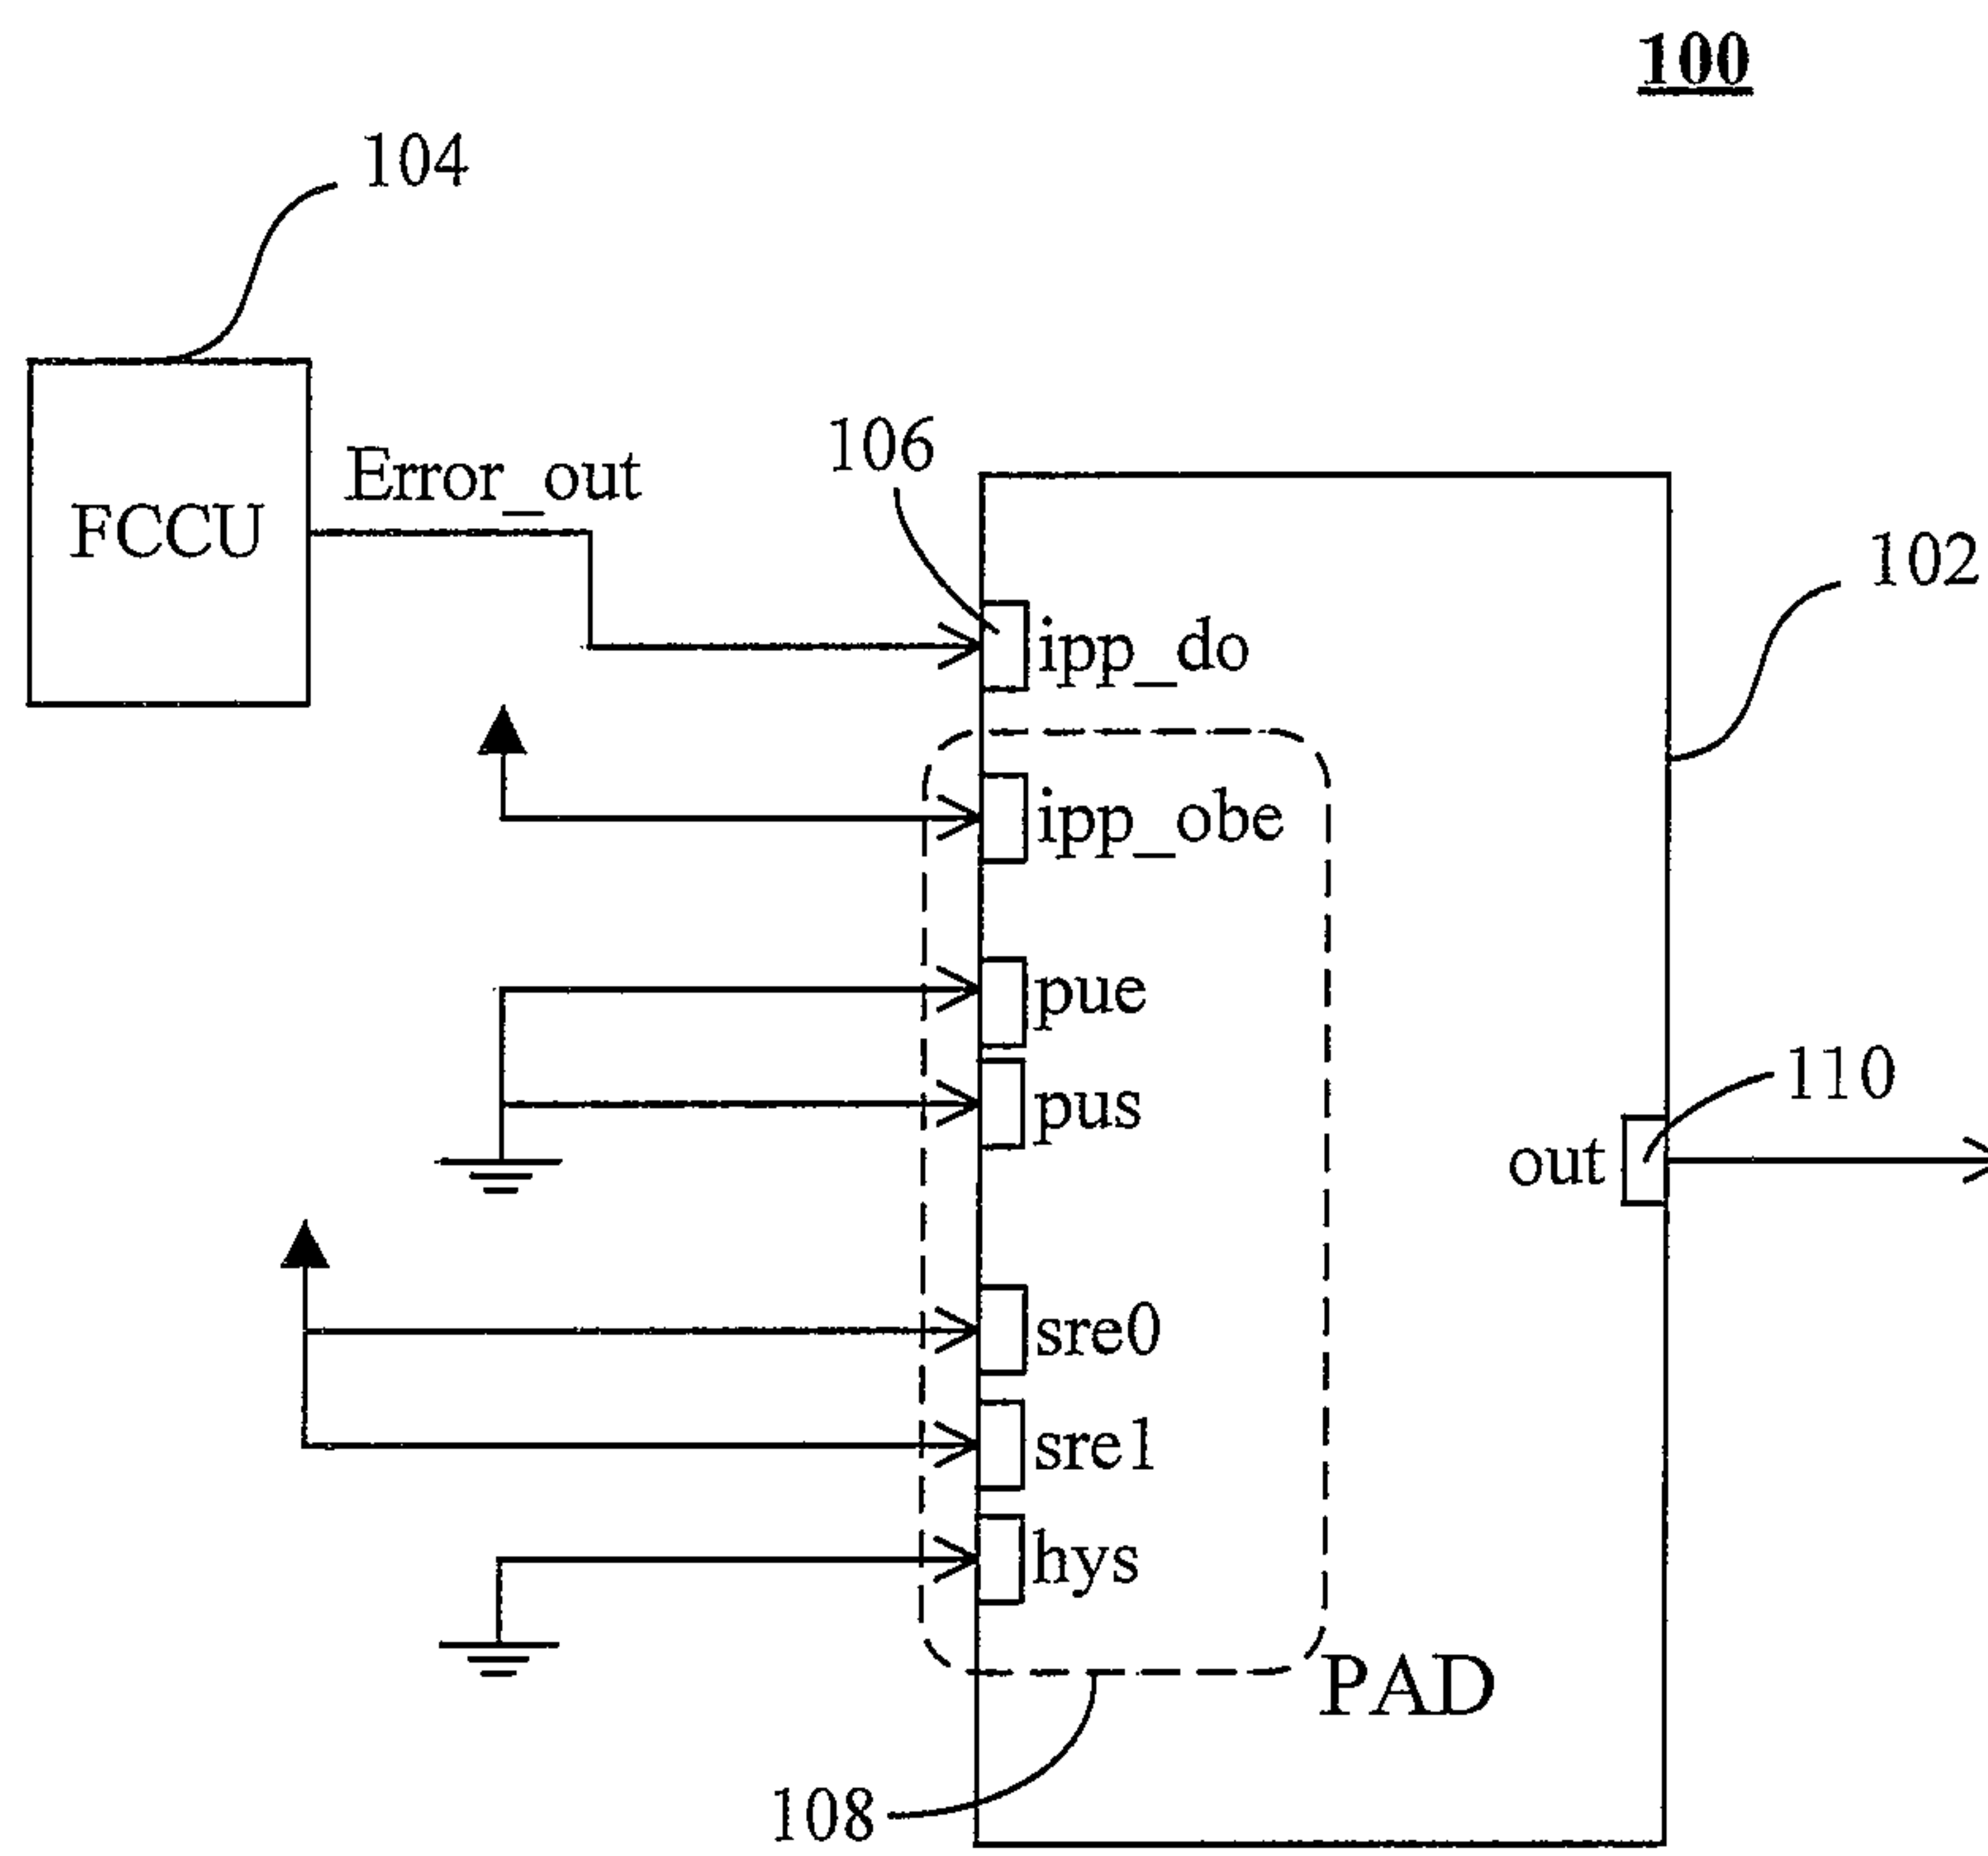 100
104
FCCU
Error_out
106
102
ipp_do
ipp_obe
pue
pus
110
out
sre0
sre1
hys
PAD
108